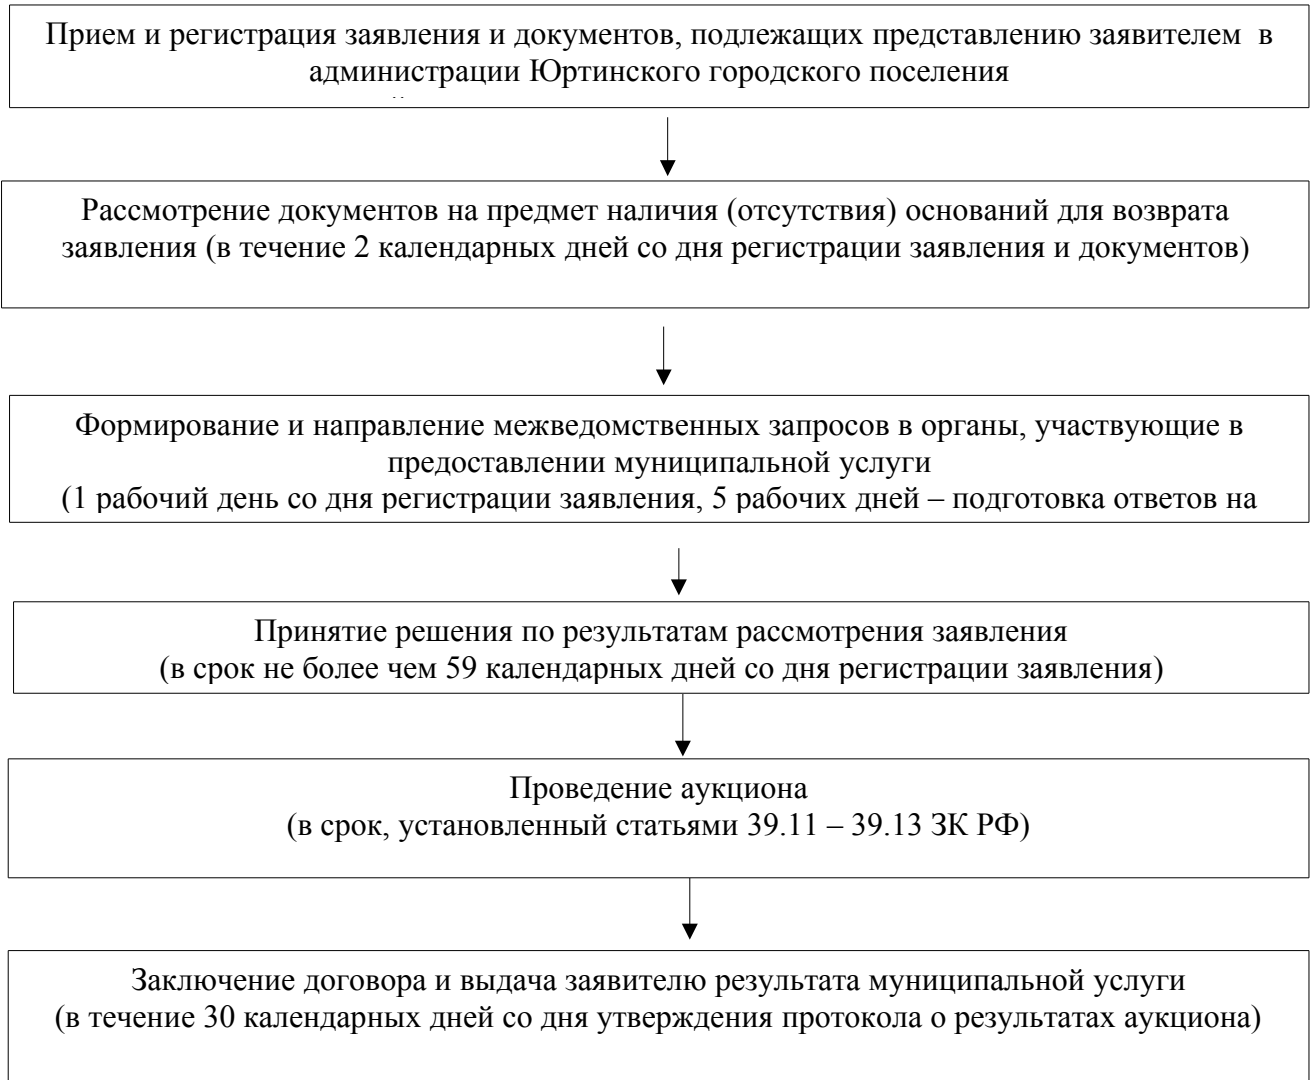 Прием и регистрация заявления и документов, подлежащих представлению заявителем в
администрации Юртинского городского поселения
Рассмотрение документов на предмет наличия (отсутствия) оснований для возврата
заявления (в течение 2 календарных дней со дня регистрации заявления и документов)
Формирование и направление межведомственных запросов в органы, участвующие в
предоставлении муниципальной услуги
(1 рабочий день со дня регистрации заявления, 5 рабочих дней – подготовка ответов на
Принятие решения по результатам рассмотрения заявления
(в срок не более чем 59 календарных дней со дня регистрации заявления)
Проведение аукциона
(в срок, установленный статьями 39.11 – 39.13 ЗК РФ)
Заключение договора и выдача заявителю результата муниципальной услуги
(в течение 30 календарных дней со дня утверждения протокола о результатах аукциона)